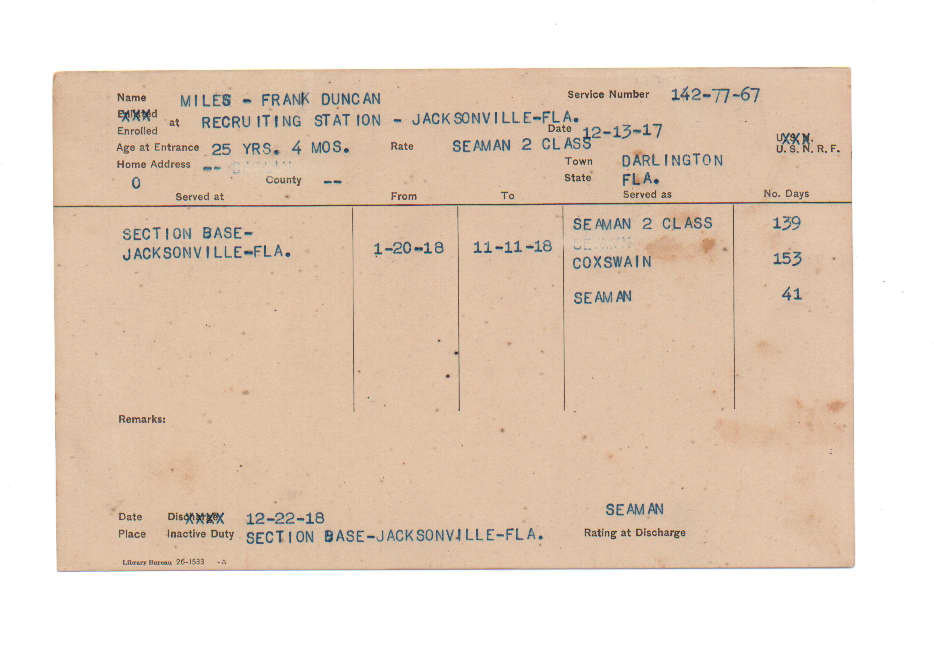 Name MILES - FRANK DUNCAN Service Number 142-77-67
Enrolled at RECRUITING STATION - JACKSONVILLE-FLA.
Date 12-13-17 U.S.N.
Age at Entrance 25 YRS. 4 MOS. Rate SEAMAN 2 CLASS U.S.N.R.F.
Home Address -- Town DARLINGTON
O County -- State FLA.
Served at From To Served as No. Days
SECTION BASE- SEAMAN 2 CLASS 139
JACKSONVILLE-FLA. 1-20-18 11-11-18 SEAMAN
COXSWAIN 153
SEAMAN 41
Remarks:
SEAMAN
Date 12-22-18
Place Inactive Duty SECTION BASE-JACKSONVILLE-FLA. Rating at Discharge
Library Bureau 26-1533 -A